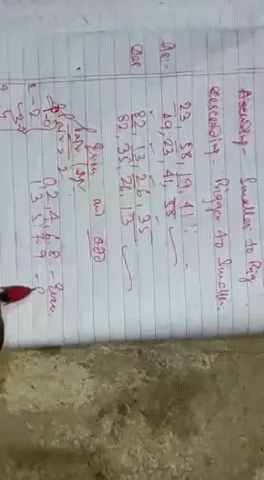 Ascending - Smaller to Big
descending - Bigger to Smaller
Asc -
23, 58, 19, 41
19, 23, 41, 58
Des
82, 13, 26, 35
82, 35, 26, 13
Even and odd
0, 2, 4, 6, 8 - Even
1, 3, 5, 7, 9